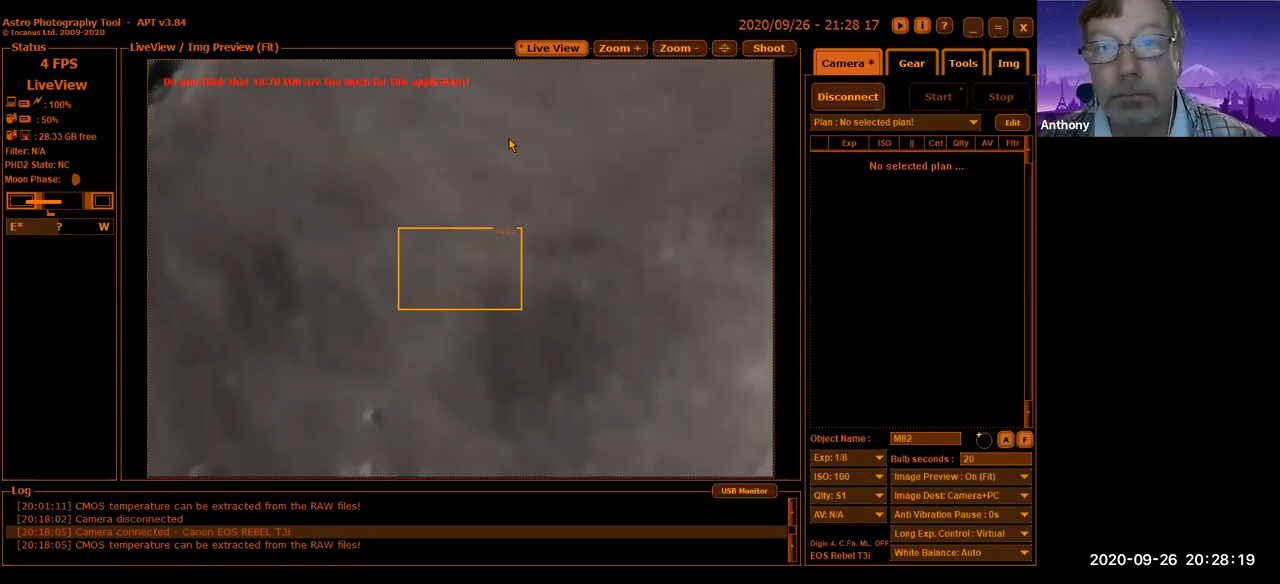 Astro Photography Tool - APT v3.84
© Incanus Ltd. 2009-2020
2020/09/26 - 21:28 17
i
?
_
=
x
Status
4 FPS
LiveView
: 100%
: 50%
: 28.33 GB free
Filter: N/A
PHD2 State: NC
Moon Phase:
E* ? W
LiveView / Img Preview (Fit)
* Live View
Zoom +
Zoom -
Shoot
Do you think that EUR are too much for this application?
Camera *
Gear
Tools
Img
Disconnect
Start +
Stop
Plan : No selected plan!
Edit
Exp ISO || Cnt Qlty AV Fltr
No selected plan ...
Object Name : M82
A
F
Exp: 1/8
Bulb seconds : 20
ISO: 100
Image Preview : On (Fit)
Qlty: S1
Image Dest: Camera+PC
AV: N/A
Anti Vibration Pause : 0s
Long Exp. Control : Virtual
Digic 4, C.Fn. ML: OFF
EOS Rebel T3i
White Balance: Auto
Log
USB Monitor
[20:01:11] CMOS temperature can be extracted from the RAW files!
[20:18:02] Camera disconnected
[20:18:05] Camera connected - Canon EOS REBEL T3i
[20:18:05] CMOS temperature can be extracted from the RAW files!
Anthony
2020-09-26 20:28:19